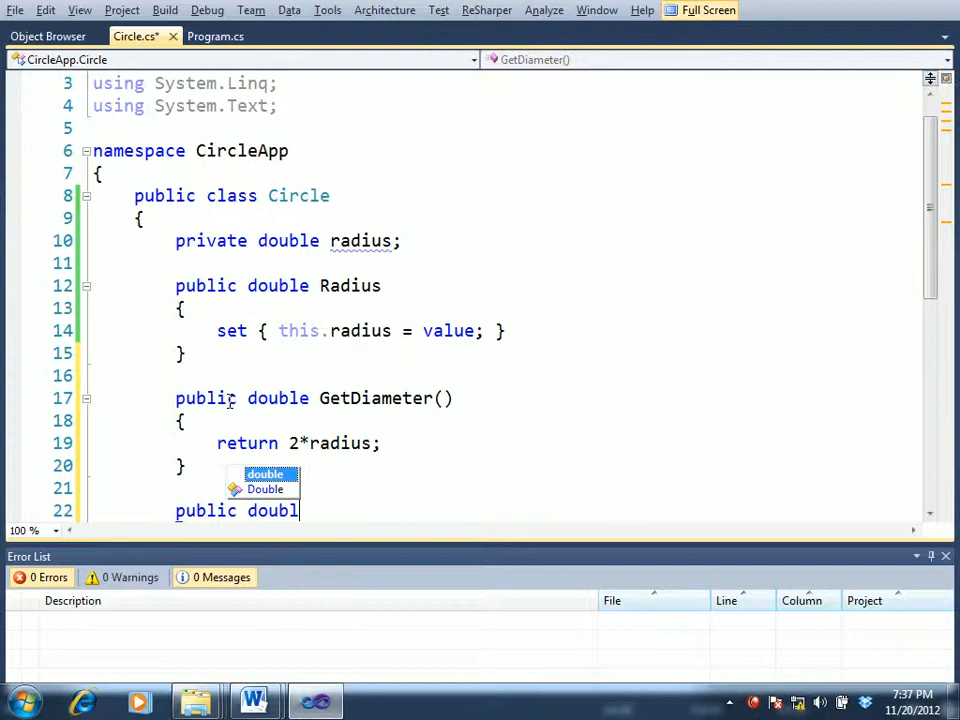 File Edit View Project Build Debug Team Data Tools Architecture Test ReSharper Analyze Window Help Full Screen
Object Browser Circle.cs* Program.cs
CircleApp.Circle GetDiameter()
3 using System.Linq;
4 using System.Text;
5
6 namespace CircleApp
7 {
8 public class Circle
9 {
10 private double radius;
11
12 public double Radius
13 {
14 set { this.radius = value; }
15 }
16
17 public double GetDiameter()
18 {
19 return 2*radius;
20 }
double
21
Double
22 public doubl
100 %
Error List
0 Errors 0 Warnings 0 Messages
Description File Line Column Project
7:37 PM
11/20/2012